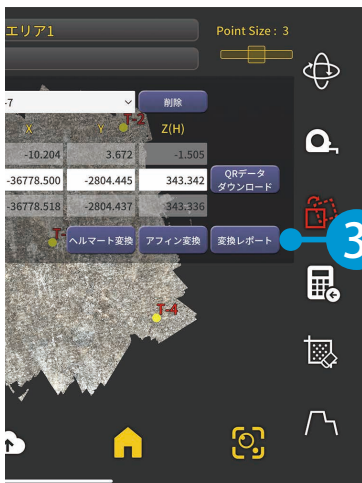 エリア1
Point Size : 3
-7
削除
X Y Z(H)
T-2
-10.204 3.672 -1.505
-36778.500 -2804.445 343.342
QRデータ
ダウンロード
-36778.518 -2804.437 343.336
ヘルマート変換 アフィン変換 変換レポート
3
T-4